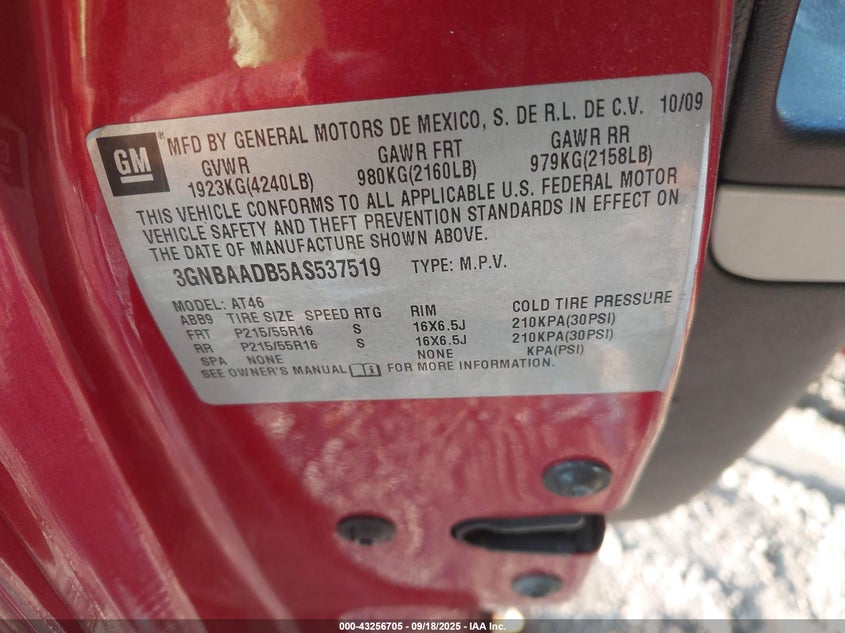 GM ® MFD BY GENERAL MOTORS DE MEXICO, S. DE R.L. DE C.V. 10/09
GVWR GAWR FRT GAWR RR
1923KG(4240LB) 980KG(2160LB) 979KG(2158LB)
THIS VEHICLE CONFORMS TO ALL APPLICABLE U.S. FEDERAL MOTOR
VEHICLE SAFETY AND THEFT PREVENTION STANDARDS IN EFFECT ON
THE DATE OF MANUFACTURE SHOWN ABOVE.
3GNBAADB5AS537519 TYPE: M.P.V.
MODEL: AT46
ABB9 TIRE SIZE SPEED RTG RIM COLD TIRE PRESSURE
FRT P215/55R16 S 16X6.5J 210KPA(30PSI)
RR P215/55R16 S 16X6.5J 210KPA(30PSI)
SPA NONE NONE KPA(PSI)
SEE OWNER'S MANUAL FOR MORE INFORMATION.
000-43256705 - 09/18/2025 - IAA Inc.